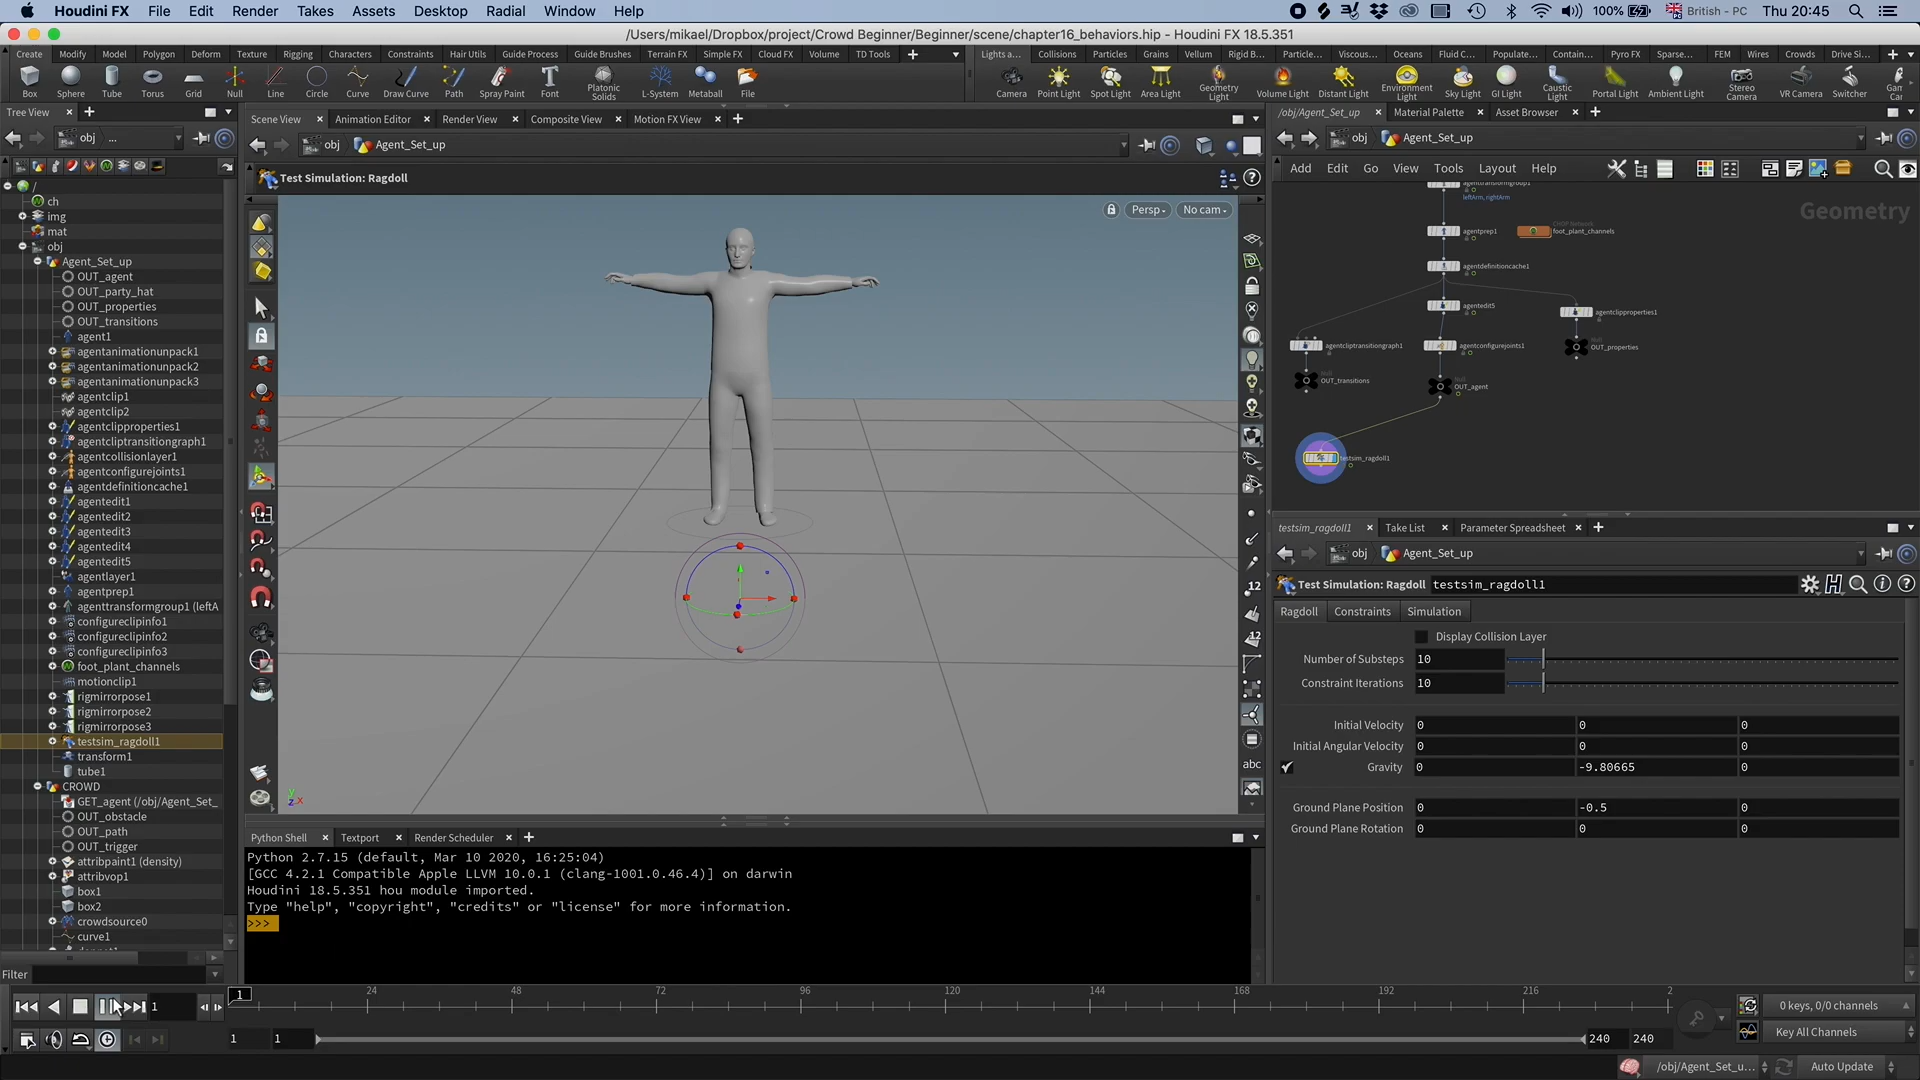 Houdini FX File Edit Render Takes Assets Desktop Radial Window Help
100% British - PC Thu 20:45
/Users/mikael/Dropbox/project/Crowd Beginner/Beginner/scene/chapter16_behaviors.hip - Houdini FX 18.5.351
Create Modify Model Polygon Deform Texture Rigging Characters Constraints Hair Utils Guide Process Guide Brushes Terrain FX Simple FX Cloud FX Volume TD Tools
Lights a... Collisions Particles Grains Vellum Rigid B... Particle... Viscous... Oceans Fluid C... Populate... Contain... Pyro FX Sparse... FEM Wires Crowds Drive Si...
Box Sphere Tube Torus Grid Null Line Circle Curve Draw Curve Path Spray Paint Font Platonic Solids L-System Metaball File
Camera Point Light Spot Light Area Light Geometry Light Volume Light Distant Light Environment Light Sky Light GI Light Caustic Light Portal Light Ambient Light Stereo Camera VR Camera Switcher
Tree View
Scene View Animation Editor Render View Composite View Motion FX View
/obj/Agent_Set_up Material Palette Asset Browser
obj ...
obj Agent_Set_up
obj Agent_Set_up
Add Edit Go View Tools Layout Help
Test Simulation: Ragdoll
Persp No cam
Geometry
/
ch
img
mat
obj
Agent_Set_up
OUT_agent
OUT_party_hat
OUT_properties
OUT_transitions
agent1
agentanimationunpack1
agentanimationunpack2
agentanimationunpack3
agentclip1
agentclip2
agentclipproperties1
agentcliptransitiongraph1
agentcollisionlayer1
agentconfigurejoints1
agentdefinitioncache1
agentedit1
agentedit2
agentedit3
agentedit4
agentedit5
agentlayer1
agentprep1
agenttransformgroup1 (leftA
configureclipinfo1
configureclipinfo2
configureclipinfo3
foot_plant_channels
motionclip1
rigmirrorpose1
rigmirrorpose2
rigmirrorpose3
testsim_ragdoll1
transform1
tube1
CROWD
GET_agent (/obj/Agent_Set_
OUT_obstacle
OUT_path
OUT_trigger
attribpaint1 (density)
attribvop1
box1
box2
crowdsource0
curve1
Filter
12
12
abc
agenttransformgroup1
leftArm, rightArm
agentprep1
CHOP Network
foot_plant_channels
agentdefinitioncache1
agentedit5
agentclipproperties1
agentcliptransitiongraph1
agentconfigurejoints1
Null
OUT_properties
Null
OUT_transitions
Null
OUT_agent
testsim_ragdoll1
testsim_ragdoll1 Take List Parameter Spreadsheet
obj Agent_Set_up
Test Simulation: Ragdoll testsim_ragdoll1
Ragdoll Constraints Simulation
Display Collision Layer
Number of Substeps 10
Constraint Iterations 10
Initial Velocity 0 0 0
Initial Angular Velocity 0 0 0
Gravity 0 -9.80665 0
Ground Plane Position 0 -0.5 0
Ground Plane Rotation 0 0 0
y
z x
Python Shell Textport Render Scheduler
Python 2.7.15 (default, Mar 10 2020, 16:25:04)
[GCC 4.2.1 Compatible Apple LLVM 10.0.1 (clang-1001.0.46.4)] on darwin
Houdini 18.5.351 hou module imported.
Type "help", "copyright", "credits" or "license" for more information.
>>>
1 1 24 48 72 96 120 144 168 192 216 2
0 keys, 0/0 channels
1 1 240 240
Key All Channels
/obj/Agent_Set_u... Auto Update